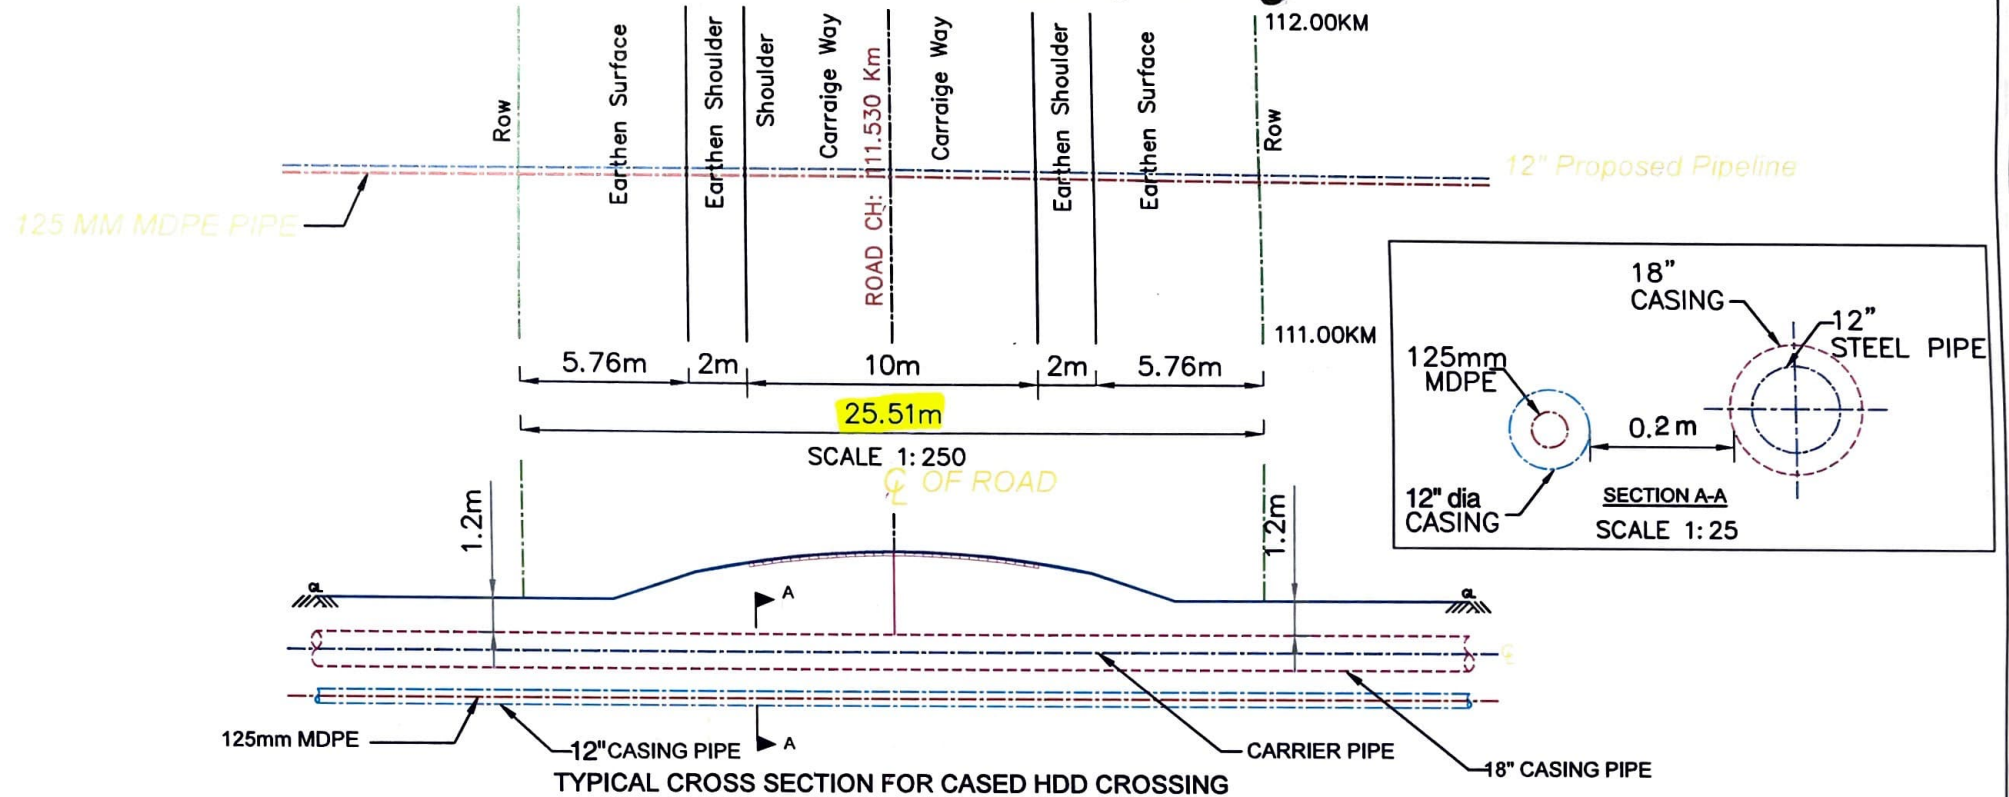 112.00KM
Row
Earthen Surface
Earthen Shoulder
Shoulder
Carraige Way
ROAD CH: 111.530 Km
Carraige Way
Earthen Shoulder
Earthen Surface
Row
12" Proposed Pipeline
125 MM MDPE PIPE
111.00KM
5.76m 2m 10m 2m 5.76m
25.51m
SCALE 1:250
℄ OF ROAD
18"
CASING
12"
STEEL PIPE
125mm
MDPE
0.2m
12" dia
CASING
SECTION A-A
SCALE 1:25
1.2m
1.2m
GL
GL
A
℄
125mm MDPE
12" CASING PIPE
A
CARRIER PIPE
18" CASING PIPE
TYPICAL CROSS SECTION FOR CASED HDD CROSSING